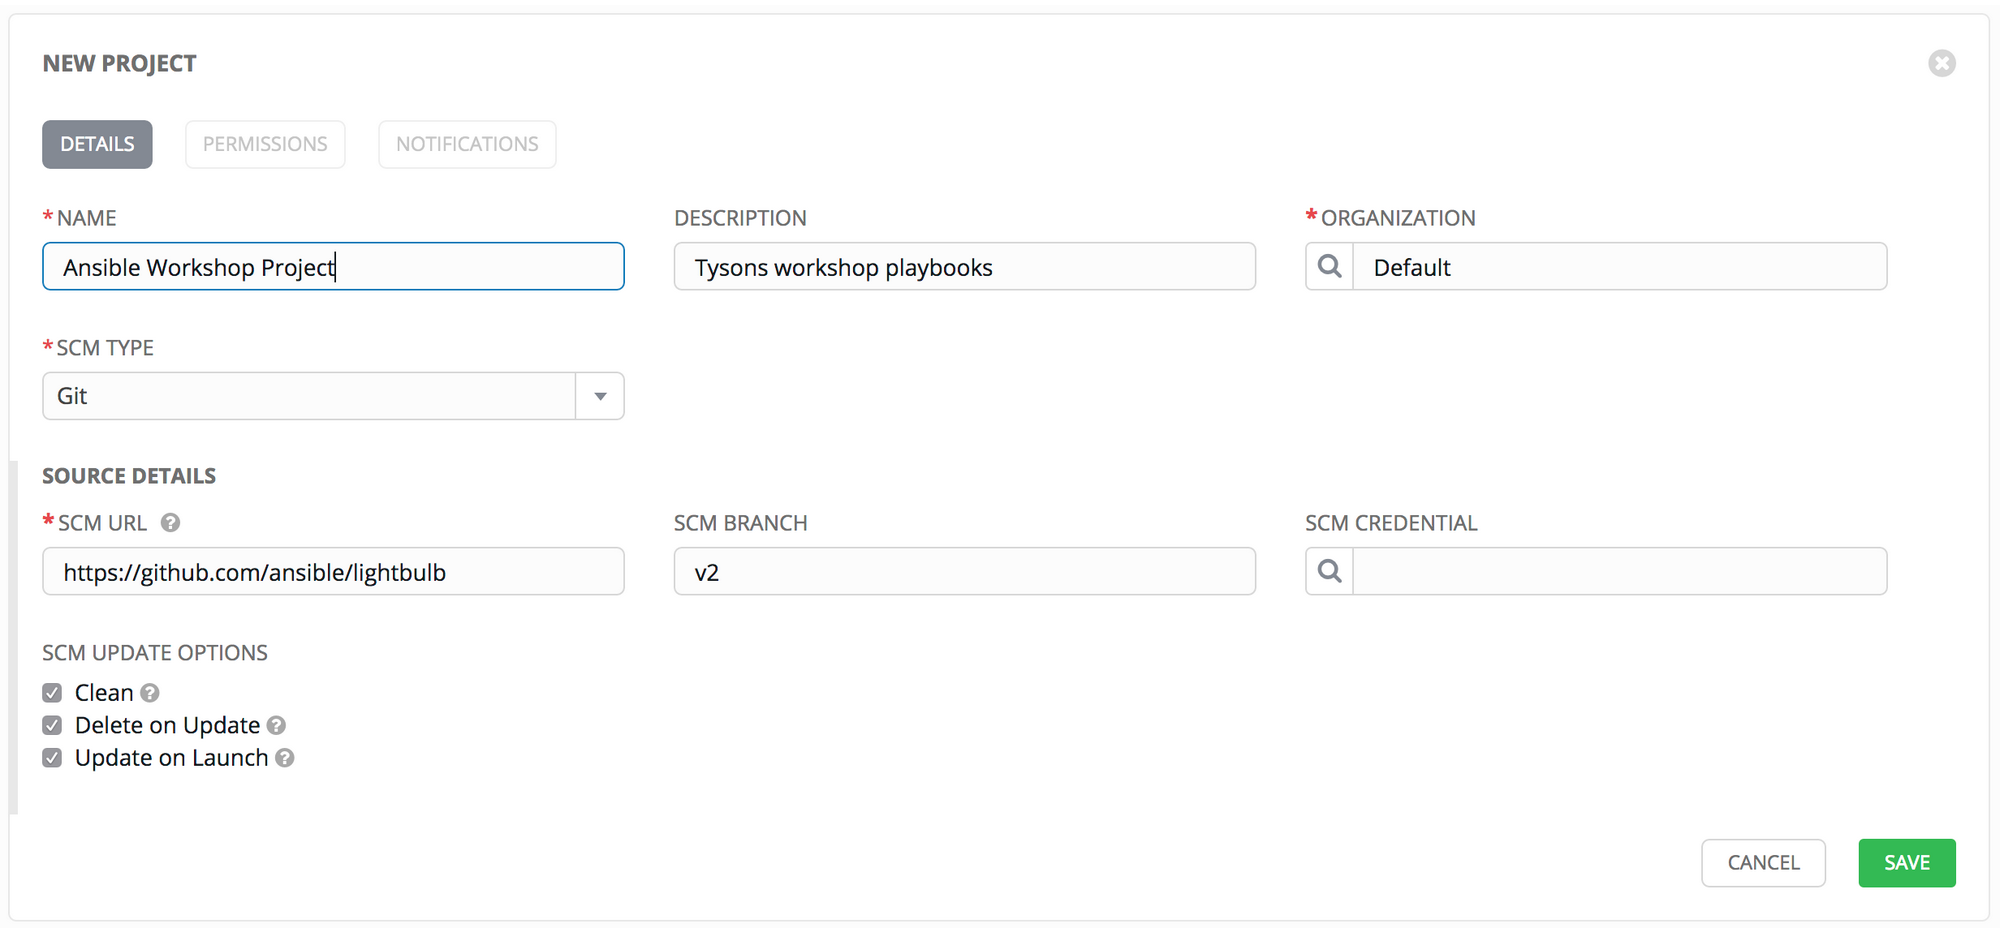 NEW PROJECT
DETAILS PERMISSIONS NOTIFICATIONS
* NAME DESCRIPTION * ORGANIZATION
Ansible Workshop Project Tysons workshop playbooks Default
* SCM TYPE
Git
SOURCE DETAILS
* SCM URL ? SCM BRANCH SCM CREDENTIAL
https://github.com/ansible/lightbulb v2
SCM UPDATE OPTIONS
Clean ?
Delete on Update ?
Update on Launch ?
CANCEL SAVE